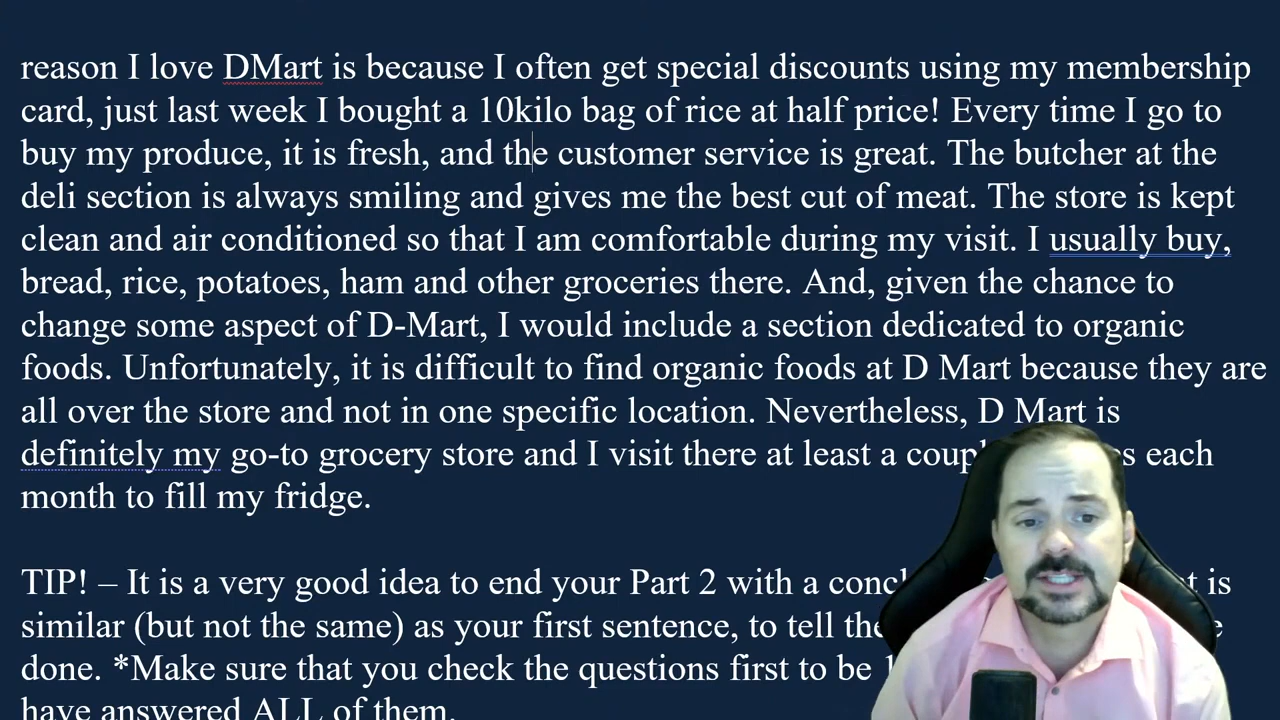 reason I love DMart is because I often get special discounts using my membership
card, just last week I bought a 10kilo bag of rice at half price! Every time I go to
buy my produce, it is fresh, and the customer service is great. The butcher at the
deli section is always smiling and gives me the best cut of meat. The store is kept
clean and air conditioned so that I am comfortable during my visit. I usually buy,
bread, rice, potatoes, ham and other groceries there. And, given the chance to
change some aspect of D-Mart, I would include a section dedicated to organic
foods. Unfortunately, it is difficult to find organic foods at D Mart because they are
all over the store and not in one specific location. Nevertheless, D Mart is
definitely my go-to grocery store and I visit there at least a each
month to fill my fridge.
TIP! – It is a very good idea to end your Part 2 with a is
similar (but not the same) as your first sentence, to tell
done. *Make sure that you check the questions first to be
have answered ALL of them.